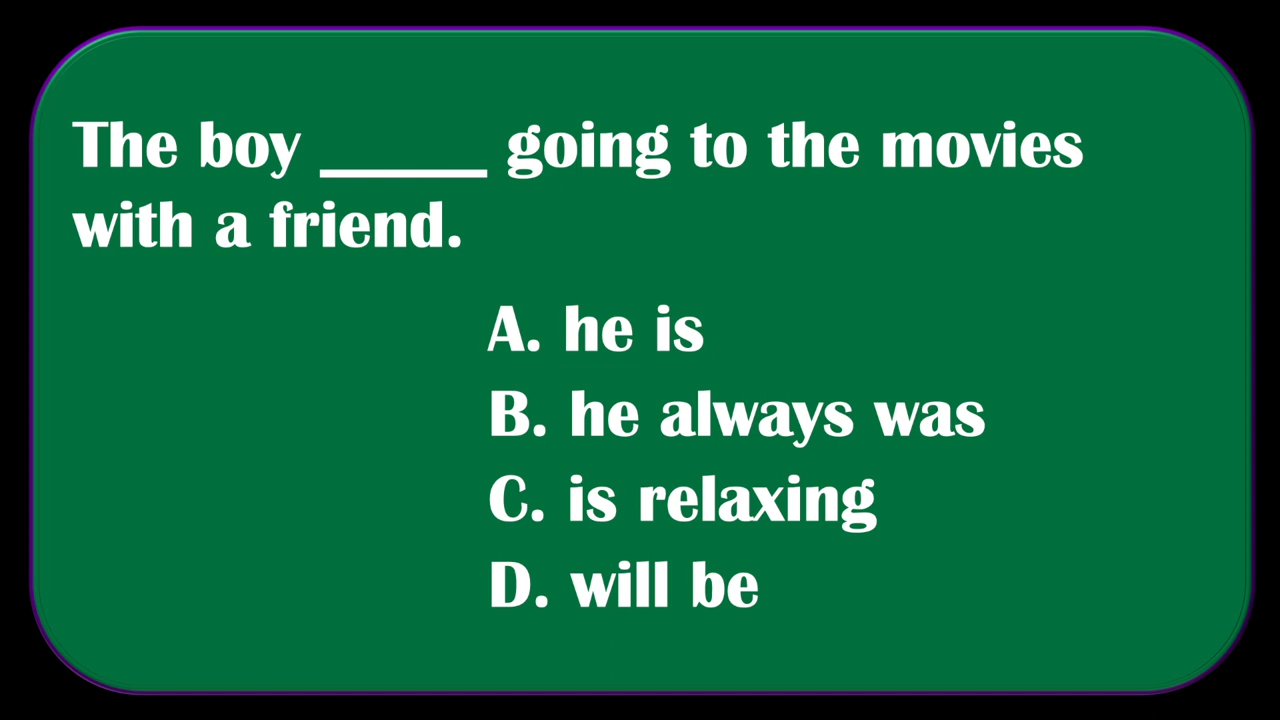 The boy _____ going to the movies
with a friend.
A. he is
B. he always was
C. is relaxing
D. will be